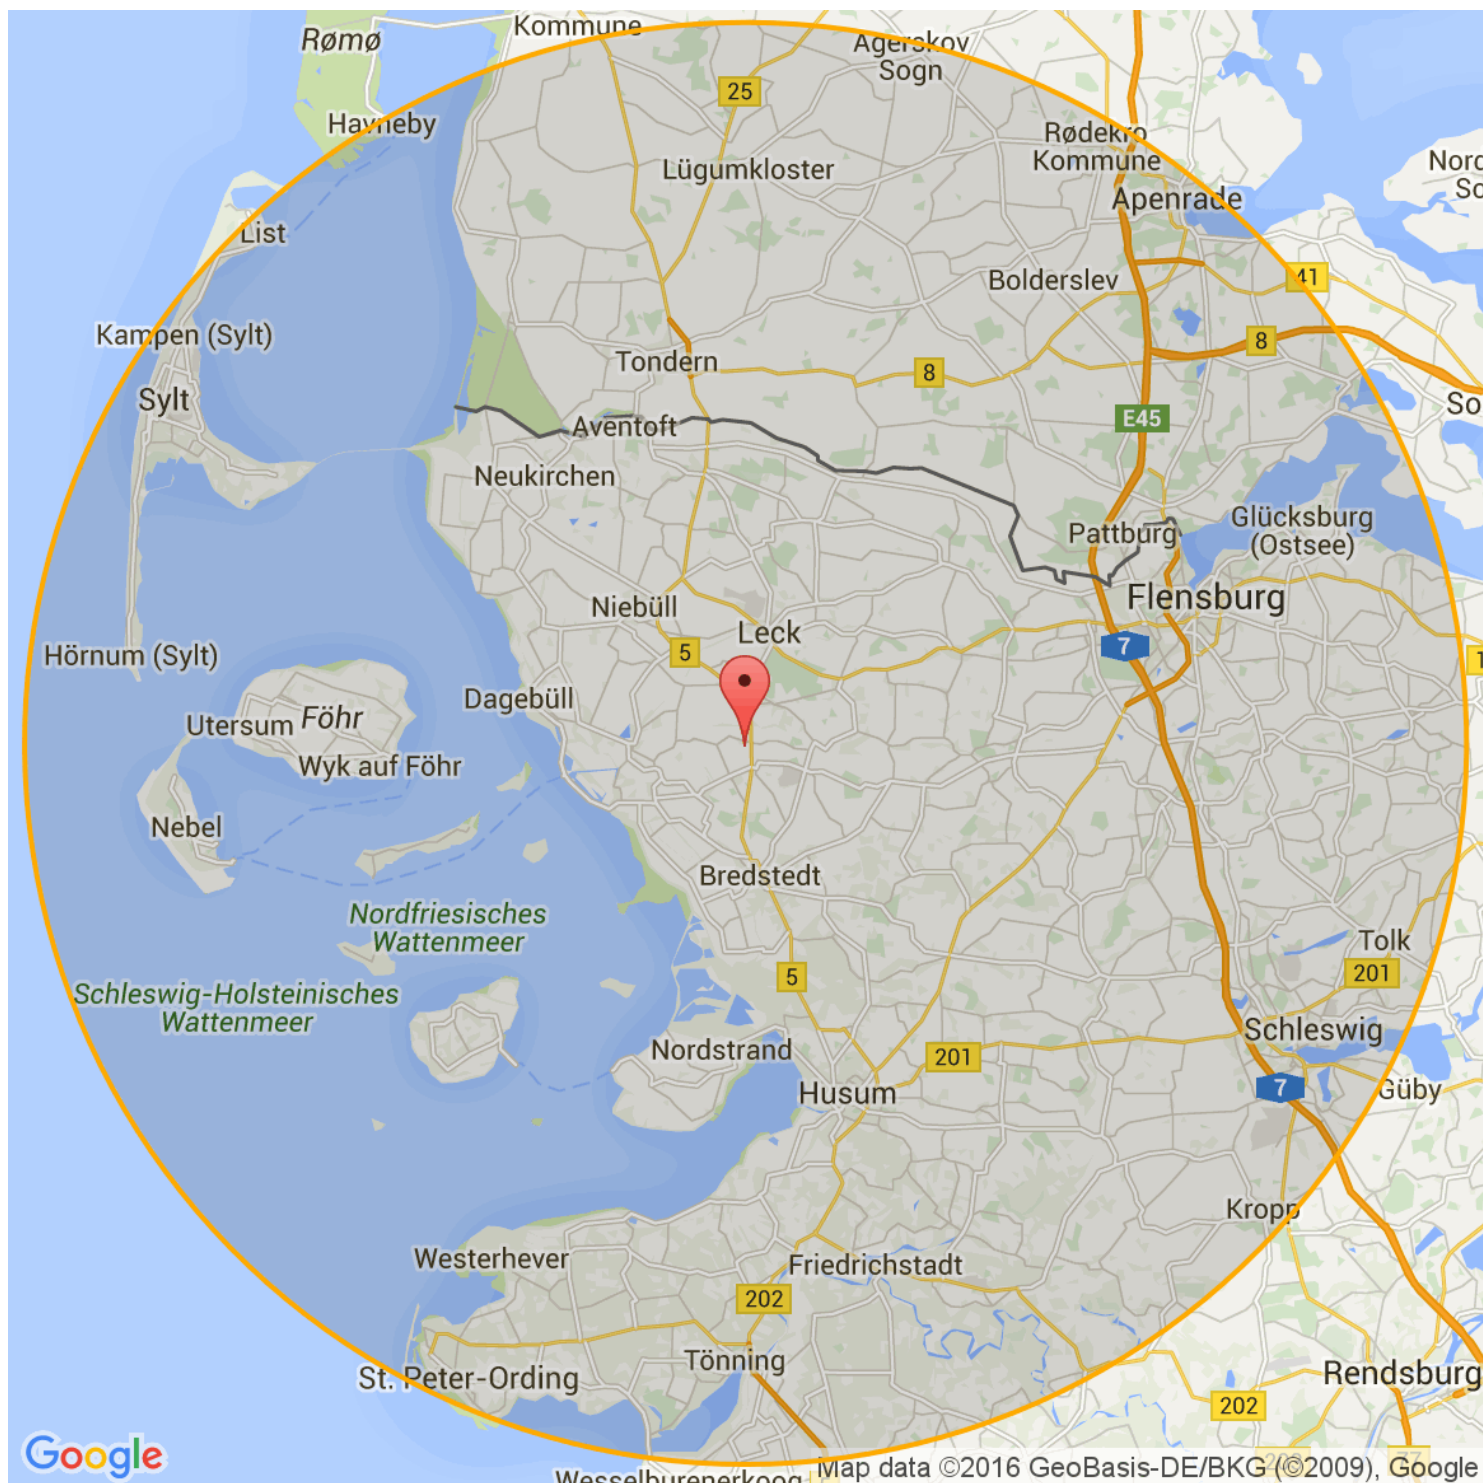 Kommune
Rømø
Agerskov
Sogn
25
Havneby
Rødekro
Kommune
Lügumkloster
Apenrade
List
Bolderslev
41
Kampen (Sylt)
8
Tondern
8
Sylt
E45
Aventoft
Neukirchen
Glücksburg
(Ostsee)
Pattburg
Flensburg
Niebüll
Leck
7
5
Hörnum (Sylt)
Dagebüll
Utersum
Föhr
Wyk auf Föhr
Nebel
Bredstedt
Nordfriesisches
Wattenmeer
Tolk
201
5
Schleswig-Holsteinisches
Wattenmeer
Schleswig
Nordstrand
201
Husum
7
Güby
Kropp
Westerhever
Friedrichstadt
202
Tönning
St. Peter-Ording
Rendsburg
202
Google
Wesselburenerkoog
Map data ©2016 GeoBasis-DE/BKG (©2009), Google